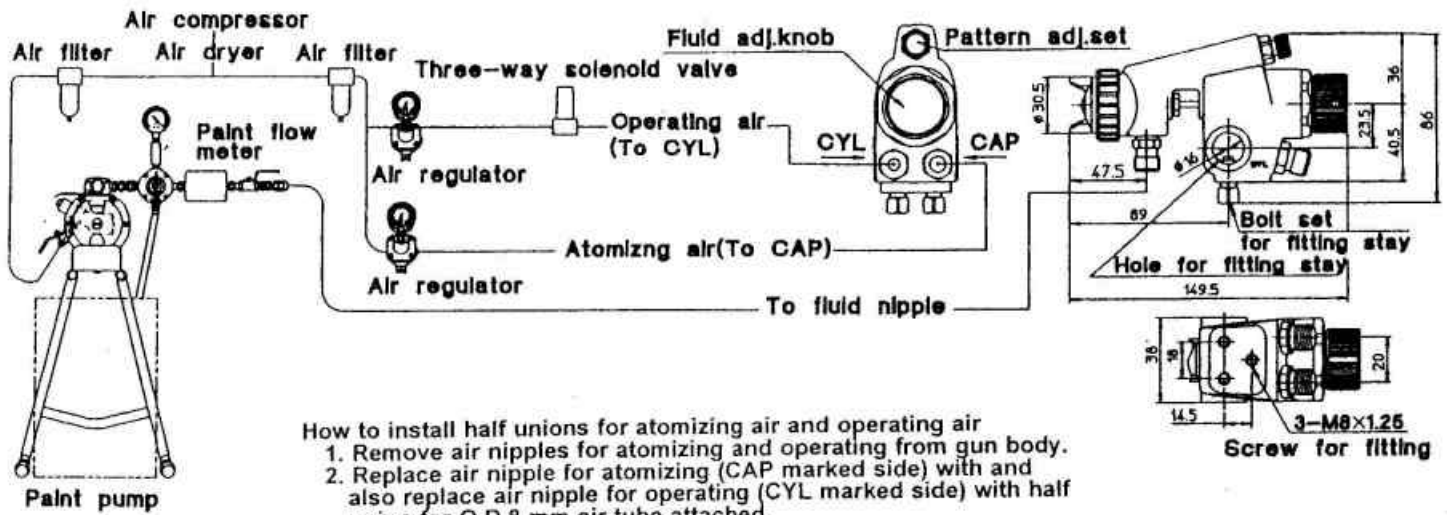 Air compressor
Air filter
Air dryer
Air filter
Three-way solenoid valve
Fluid adj.knob
Pattern adj.set
Paint flow
meter
Operating air
(To CYL)
CYL
CAP
Air regulator
Atomizng air(To CAP)
Air regulator
To fluid nipple
Paint pump
ø30.5
47.5
89
149.5
ø16
36
23.5
40.5
86
Bolt set
for fitting stay
Hole for fitting stay
38
18
14.5
20
3-M8×1.25
Screw for fitting
How to install half unions for atomizing air and operating air
1. Remove air nipples for atomizing and operating from gun body.
2. Replace air nipple for atomizing (CAP marked side) with and
also replace air nipple for operating (CYL marked side) with half